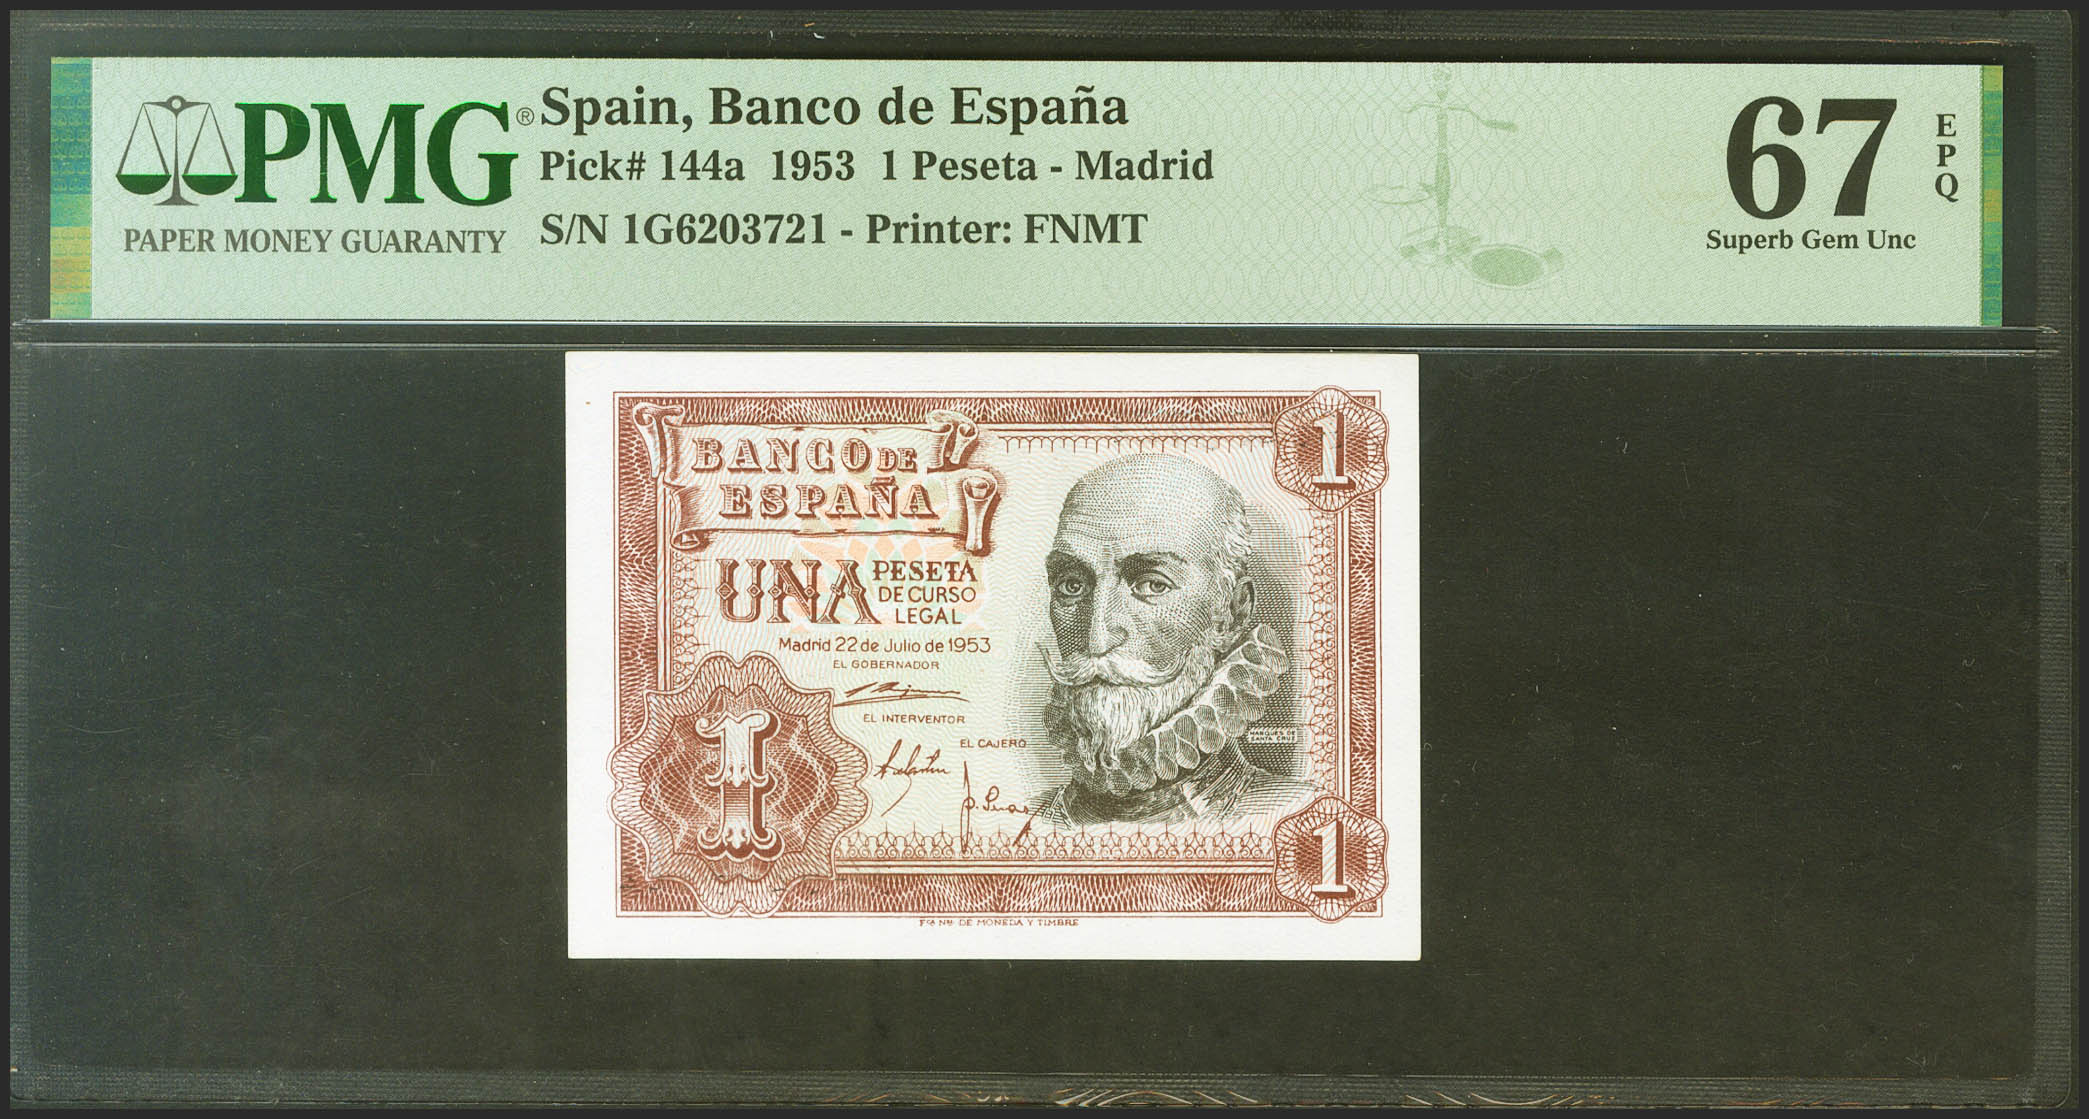 PMG®
PAPER MONEY GUARANTY
Spain, Banco de España
Pick# 144a 1953 1 Peseta - Madrid
S/N 1G6203721 - Printer: FNMT
67
EPQ
Superb Gem Unc
BANCO DE
ESPAÑA
UNA PESETA
DE CURSO
LEGAL
Madrid 22 de Julio de 1953
EL GOBERNADOR
EL INTERVENTOR
EL CAJERO
MARQUES DE
SANTA CRUZ
1
1
1
1
Fca Nal DE MONEDA Y TIMBRE